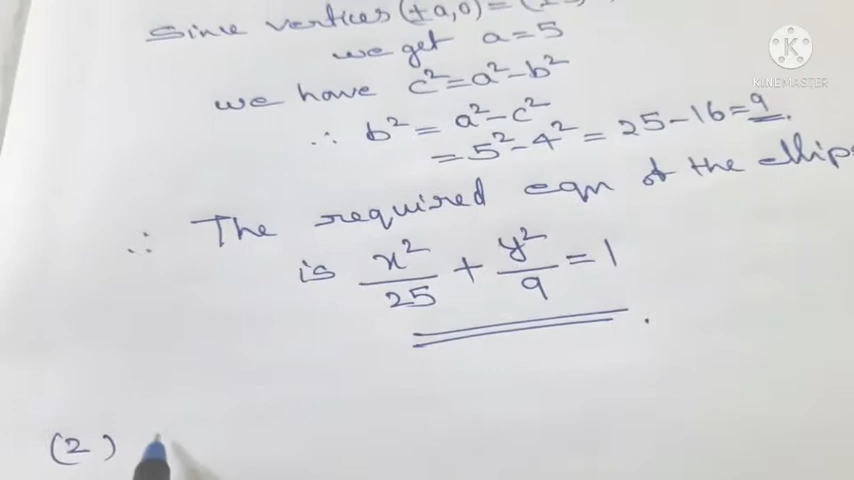 Since vertices (±a,0) =
we get a=5
we have c²=a²-b²
∴ b² = a²-c²
= 5²-4² = 25-16=9.
∴ The required eqn of the
is x²/25 + y²/9 = 1.
(2)
K
KINEMASTER